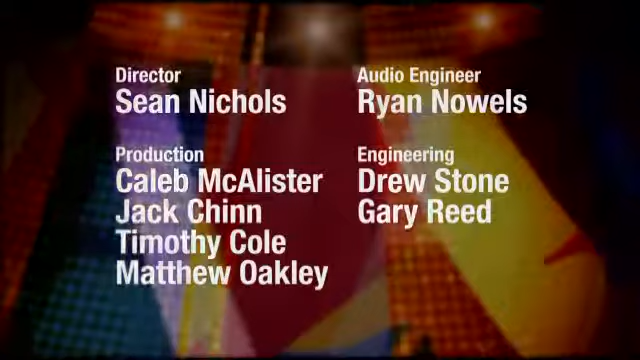 Director
Sean Nichols
Production
Caleb McAlister
Jack Chinn
Timothy Cole
Matthew Oakley
Audio Engineer
Ryan Nowels
Engineering
Drew Stone
Gary Reed